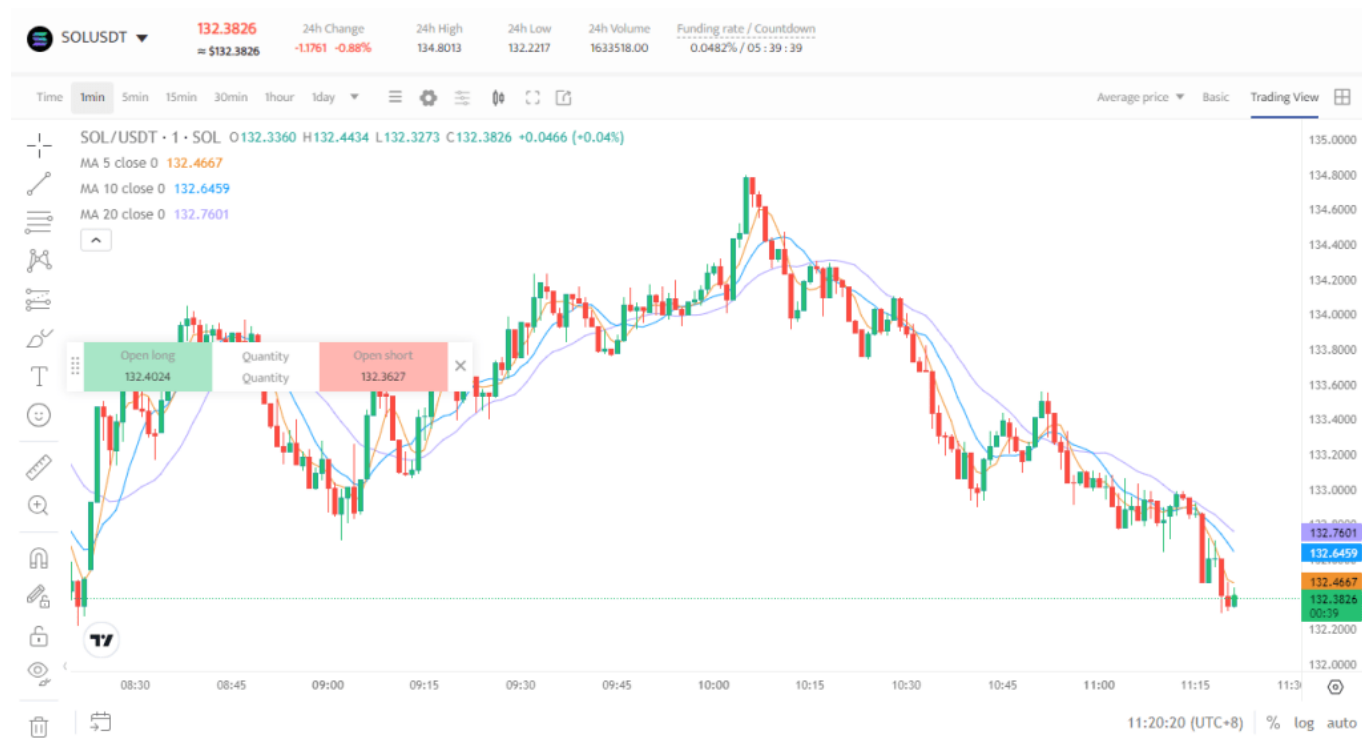 SOLUSDT
132.3826
≈ $132.3826
24h Change
-1.1761 -0.88%
24h High
134.8013
24h Low
132.2217
24h Volume
1633518.00
Funding rate / Countdown
0.0482% / 05 : 39 : 39
Time 1min 5min 15min 30min 1hour 1day
Average price Basic Trading View
SOL/USDT · 1 · SOL O132.3360 H132.4434 L132.3273 C132.3826 +0.0466 (+0.04%)
MA 5 close 0 132.4667
MA 10 close 0 132.6459
MA 20 close 0 132.7601
Open long
132.4024
Quantity
Quantity
Open short
132.3627
135.0000
134.8000
134.6000
134.4000
134.2000
134.0000
133.8000
133.6000
133.4000
133.2000
133.0000
132.7601
132.6459
132.4667
132.3826
00:39
132.2000
132.0000
08:30 08:45 09:00 09:15 09:30 09:45 10:00 10:15 10:30 10:45 11:00 11:15
11:20:20 (UTC+8) % log auto